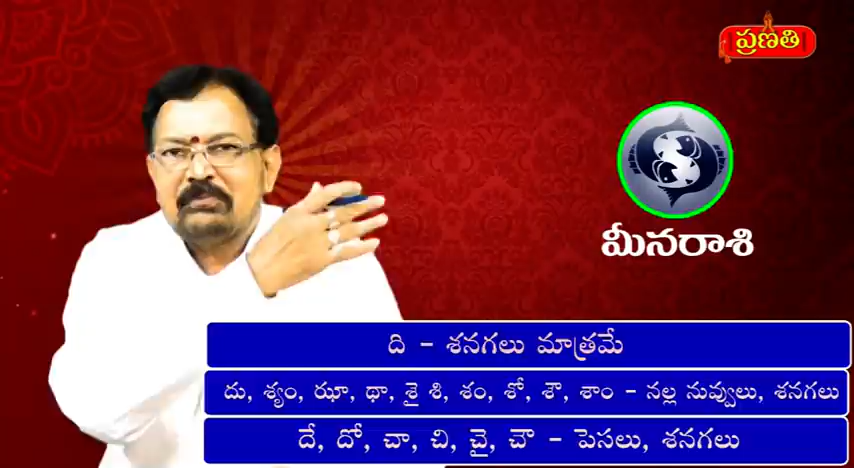 ప్రణతి
మీనరాశి
ది - శనగలు మాత్రమే
దు, శ్యం, ఝా, థా, శై శి, శం, శో, శౌ, శాం - నల్ల నువ్వులు, శనగలు
దే, దో, చా, చి, చై, చౌ - పెసలు, శనగలు